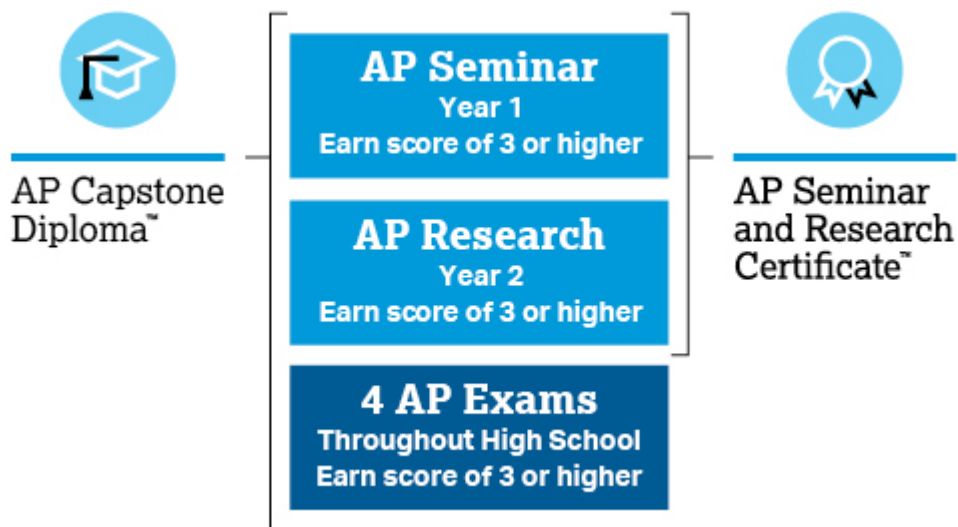 AP Capstone
Diploma™
AP Seminar
Year 1
Earn score of 3 or higher
AP Research
Year 2
Earn score of 3 or higher
4 AP Exams
Throughout High School
Earn score of 3 or higher
AP Seminar
and Research
Certificate™